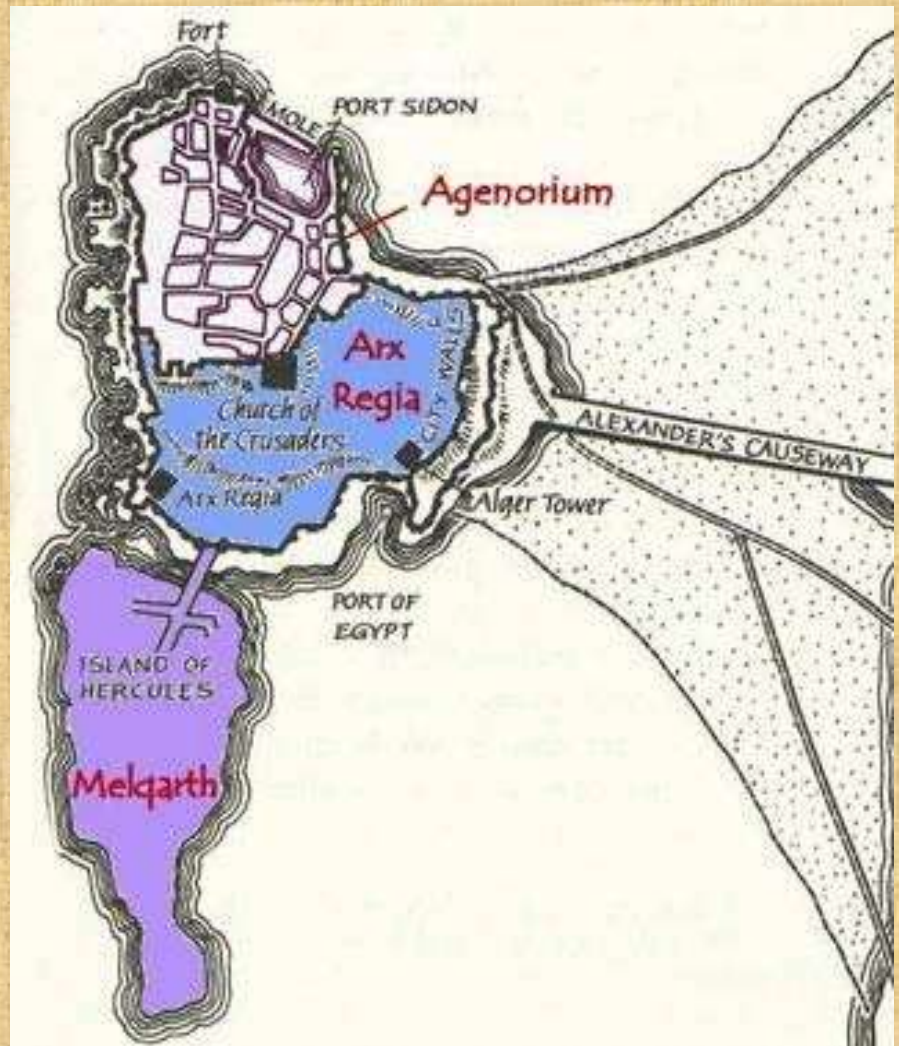 Fort
MOLE
PORT SIDON
Agenorium
Arx
Regia
CITY WALLS
Church of
the Crusaders
ALEXANDER'S CAUSEWAY
Arx Regia
Alger Tower
PORT OF
EGYPT
ISLAND OF
HERCULES
Melqarth